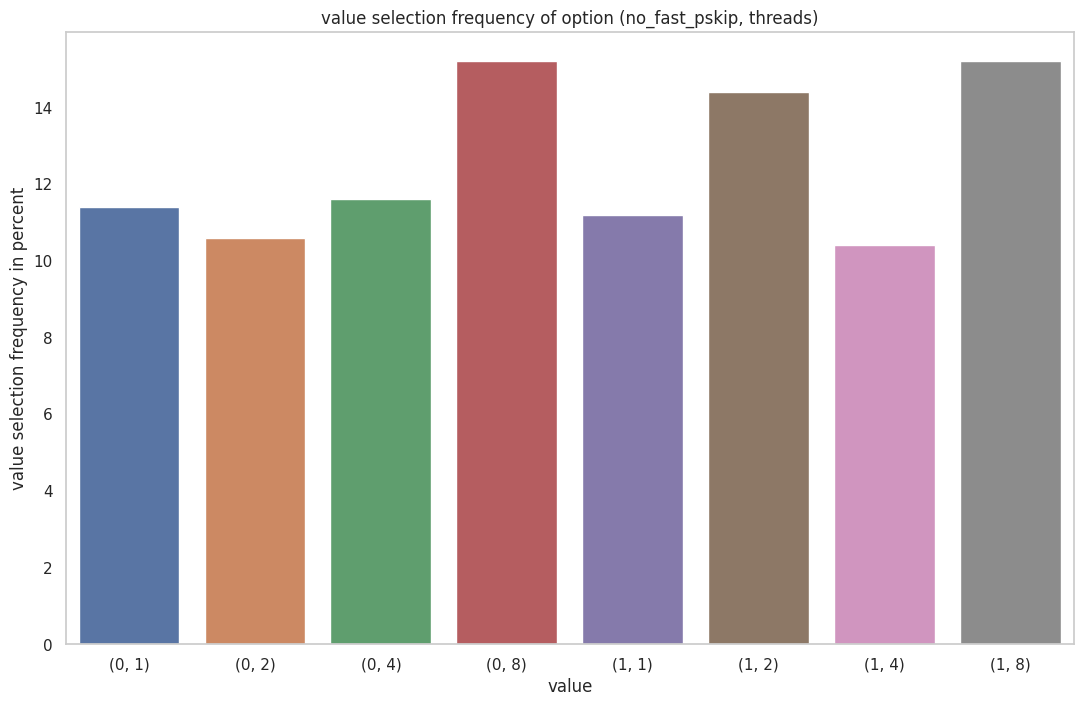 value selection frequency of option (no_fast_pskip, threads)
value selection frequency in percent
14
12
10
8
6
4
2
0
(0, 1) (0, 2) (0, 4) (0, 8) (1, 1) (1, 2) (1, 4) (1, 8)
value